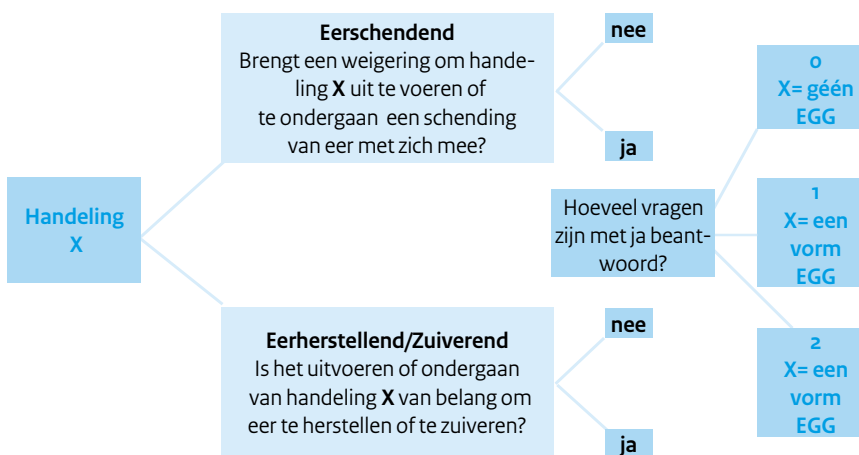 Handeling
X
Eerschendend
Brengt een weigering om hande-
ling X uit te voeren of
te ondergaan een schending
van eer met zich mee?
nee
ja
Eerherstellend/Zuiverend
Is het uitvoeren of ondergaan
van handeling X van belang om
eer te herstellen of te zuiveren?
nee
ja
Hoeveel vragen
zijn met ja beant-
woord?
0
X= géén
EGG
1
X= een
vorm
EGG
2
X= een
vorm
EGG